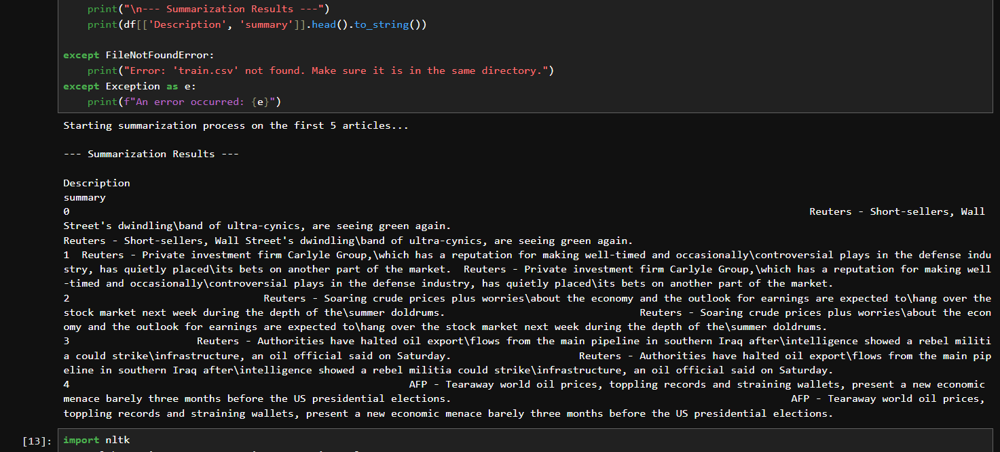 print("\n--- Summarization Results ---")
print(df[['Description', 'summary']].head().to_string())
except FileNotFoundError:
print("Error: 'train.csv' not found. Make sure it is in the same directory.")
except Exception as e:
print(f"An error occurred: {e}")
Starting summarization process on the first 5 articles...
--- Summarization Results ---
Description
summary
0 Reuters - Short-sellers, Wall
Street's dwindling\band of ultra-cynics, are seeing green again.
Reuters - Short-sellers, Wall Street's dwindling\band of ultra-cynics, are seeing green again.
1 Reuters - Private investment firm Carlyle Group,\which has a reputation for making well-timed and occasionally\controversial plays in the defense indu
stry, has quietly placed\its bets on another part of the market. Reuters - Private investment firm Carlyle Group,\which has a reputation for making well
-timed and occasionally\controversial plays in the defense industry, has quietly placed\its bets on another part of the market.
2 Reuters - Soaring crude prices plus worries\about the economy and the outlook for earnings are expected to\hang over the
stock market next week during the depth of the\summer doldrums. Reuters - Soaring crude prices plus worries\about the econ
omy and the outlook for earnings are expected to\hang over the stock market next week during the depth of the\summer doldrums.
3 Reuters - Authorities have halted oil export\flows from the main pipeline in southern Iraq after\intelligence showed a rebel militi
a could strike\infrastructure, an oil official said on Saturday. Reuters - Authorities have halted oil export\flows from the main pip
eline in southern Iraq after\intelligence showed a rebel militia could strike\infrastructure, an oil official said on Saturday.
4 AFP - Tearaway world oil prices, toppling records and straining wallets, present a new economic
menace barely three months before the US presidential elections. AFP - Tearaway world oil prices,
toppling records and straining wallets, present a new economic menace barely three months before the US presidential elections.
[13]: import nltk